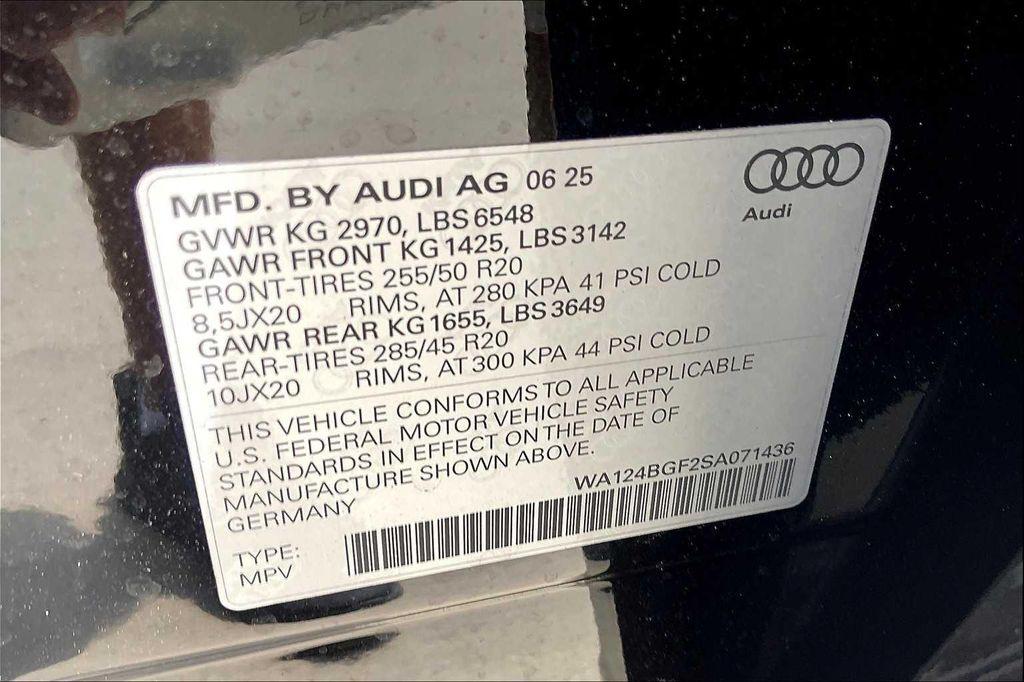 MFD. BY AUDI AG 06 25
GVWR KG 2970, LBS 6548
GAWR FRONT KG 1425, LBS 3142
FRONT-TIRES 255/50 R20
8,5JX20 RIMS, AT 280 KPA 41 PSI COLD
GAWR REAR KG 1655, LBS 3649
REAR-TIRES 285/45 R20
10JX20 RIMS, AT 300 KPA 44 PSI COLD
THIS VEHICLE CONFORMS TO ALL APPLICABLE
U.S. FEDERAL MOTOR VEHICLE SAFETY
STANDARDS IN EFFECT ON THE DATE OF
MANUFACTURE SHOWN ABOVE.
GERMANY
WA124BGF2SA071436
TYPE:
MPV
Audi